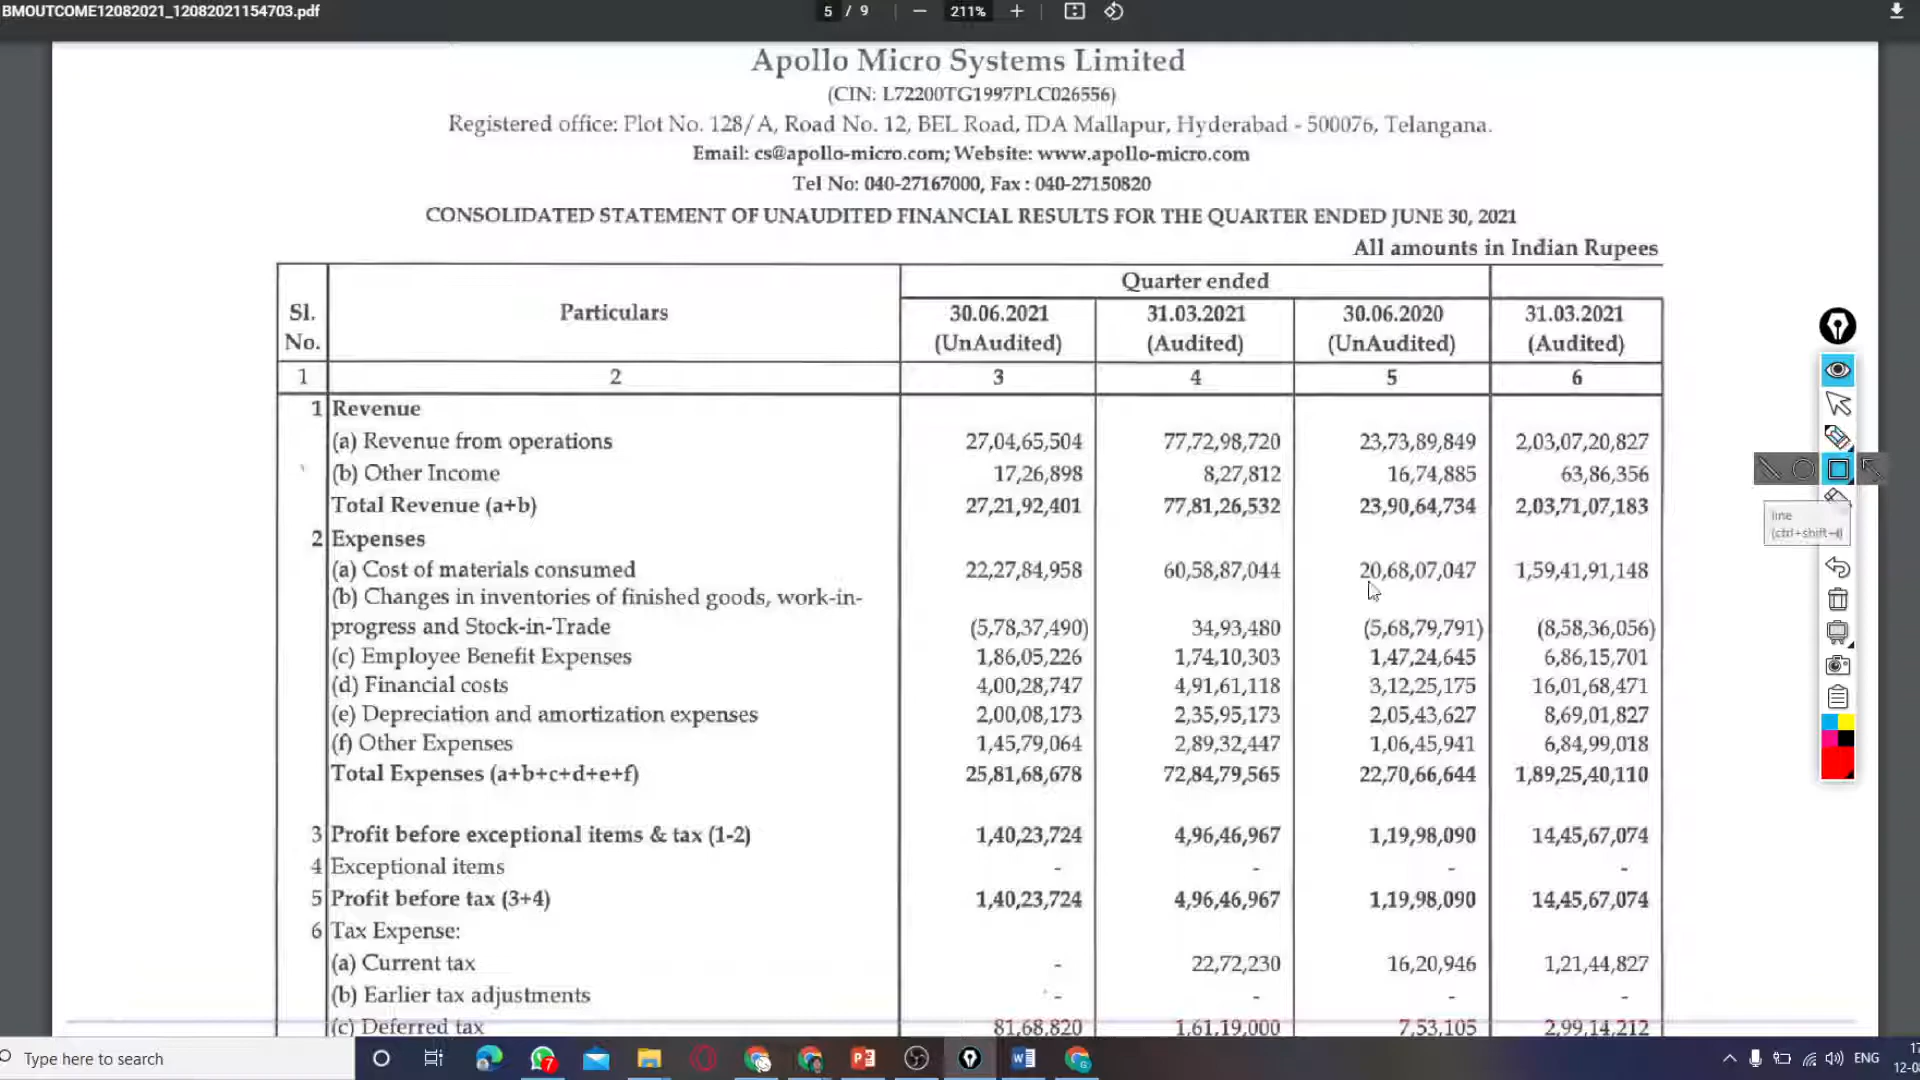 BMOUTCOME12082021_12082021154703.pdf
5 / 9
211%
Apollo Micro Systems Limited
(CIN: L72200TG1997PLC026556)
Registered office: Plot No. 128/A, Road No. 12, BEL Road, IDA Mallapur, Hyderabad - 500076, Telangana.
Email: cs@apollo-micro.com; Website: www.apollo-micro.com
Tel No: 040-27167000, Fax : 040-27150820
CONSOLIDATED STATEMENT OF UNAUDITED FINANCIAL RESULTS FOR THE QUARTER ENDED JUNE 30, 2021
All amounts in Indian Rupees
Quarter ended
Sl. No. Particulars 30.06.2021 (UnAudited) 31.03.2021 (Audited) 30.06.2020 (UnAudited) 31.03.2021 (Audited)
1 2 3 4 5 6
1 Revenue
(a) Revenue from operations 27,04,65,504 77,72,98,720 23,73,89,849 2,03,07,20,827
(b) Other Income 17,26,898 8,27,812 16,74,885 63,86,356
Total Revenue (a+b) 27,21,92,401 77,81,26,532 23,90,64,734 2,03,71,07,183
2 Expenses
(a) Cost of materials consumed 22,27,84,958 60,58,87,044 20,68,07,047 1,59,41,91,148
(b) Changes in inventories of finished goods, work-in-
progress and Stock-in-Trade (5,78,37,490) 34,93,480 (5,68,79,791) (8,58,36,056)
(c) Employee Benefit Expenses 1,86,05,226 1,74,10,303 1,47,24,645 6,86,15,701
(d) Financial costs 4,00,28,747 4,91,61,118 3,12,25,175 16,01,68,471
(e) Depreciation and amortization expenses 2,00,08,173 2,35,95,173 2,05,43,627 8,69,01,827
(f) Other Expenses 1,45,79,064 2,89,32,447 1,06,45,941 6,84,99,018
Total Expenses (a+b+c+d+e+f) 25,81,68,678 72,84,79,565 22,70,66,644 1,89,25,40,110
3 Profit before exceptional items & tax (1-2) 1,40,23,724 4,96,46,967 1,19,98,090 14,45,67,074
4 Exceptional items - - - -
5 Profit before tax (3+4) 1,40,23,724 4,96,46,967 1,19,98,090 14,45,67,074
6 Tax Expense:
(a) Current tax - 22,72,230 16,20,946 1,21,44,827
(b) Earlier tax adjustments - - - -
(c) Deferred tax 81,68,820 1,61,19,000 7,53,105 2,99,14,212
line
Type here to search
7
ENG